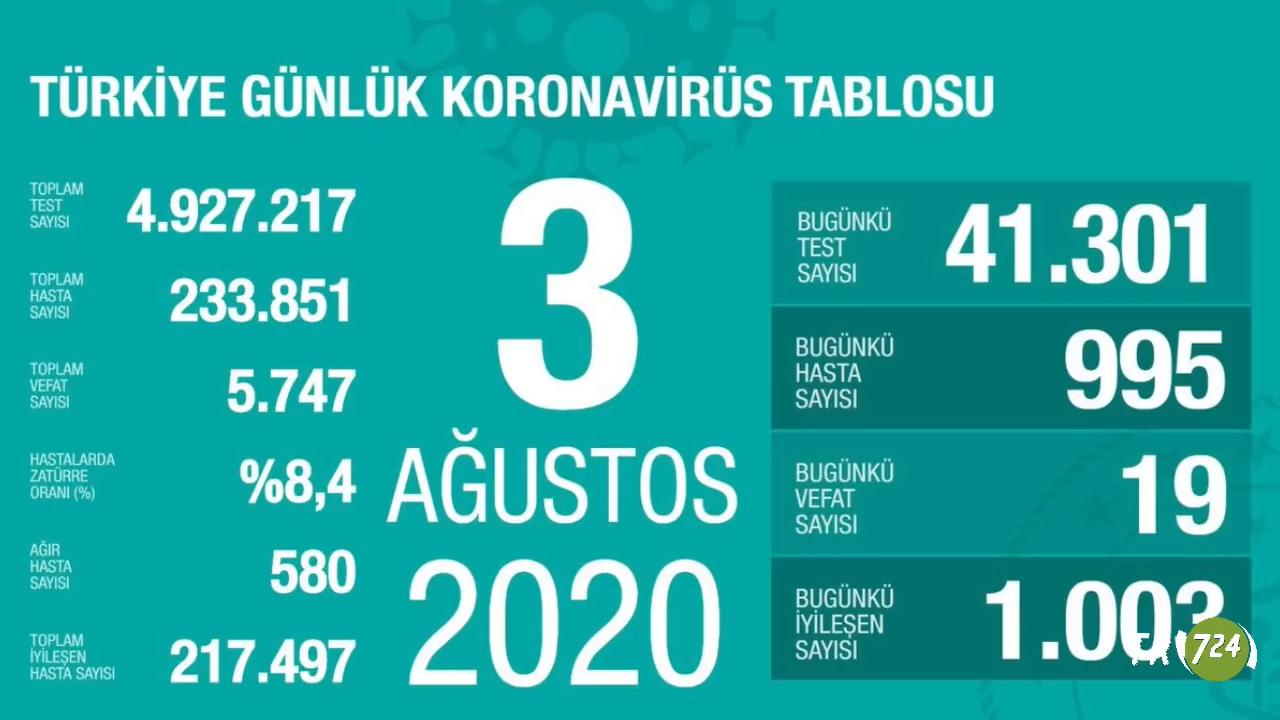 TÜRKİYE GÜNLÜK KORONAVİRÜS TABLOSU
TOPLAM
TEST
SAYISI
4.927.217
TOPLAM
HASTA
SAYISI
233.851
TOPLAM
VEFAT
SAYISI
5.747
HASTALARDA
ZATÜRRE
ORANI (%)
%8,4
AĞIR
HASTA
SAYISI
580
TOPLAM
İYİLEŞEN
HASTA SAYISI
217.497
3
AĞUSTOS
2020
BUGÜNKÜ
TEST
SAYISI
41.301
BUGÜNKÜ
HASTA
SAYISI
995
BUGÜNKÜ
VEFAT
SAYISI
19
BUGÜNKÜ
İYİLEŞEN
SAYISI
1.003
724